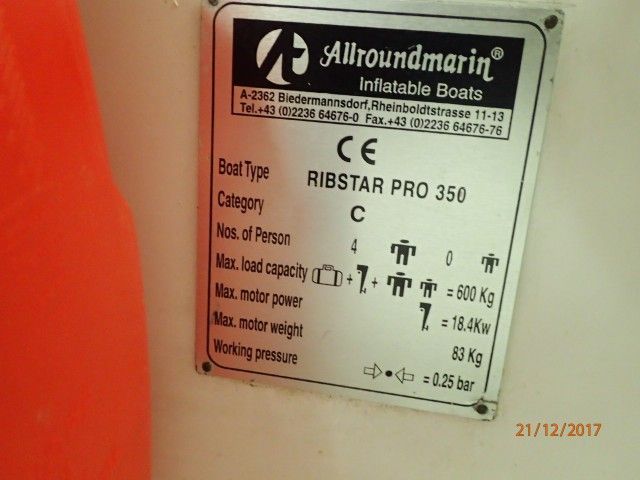 Allroundmarin®
Inflatable Boats
A-2362 Biedermannsdorf,Rheinboldtstrasse 11-13
Tel.+43 (0)2236 64676-0 Fax.+43 (0)2236 64676-76
CE
Boat Type RIBSTAR PRO 350
Category C
Nos. of Person 4 0
Max. load capacity + + = 600 Kg
Max. motor power = 18.4Kw
Max. motor weight 83 Kg
Working pressure = 0.25 bar
21/12/2017